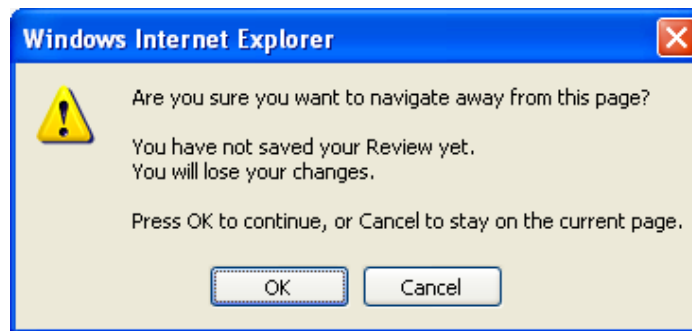 Windows Internet Explorer
Are you sure you want to navigate away from this page?
You have not saved your Review yet.
You will lose your changes.
Press OK to continue, or Cancel to stay on the current page.
OK
Cancel